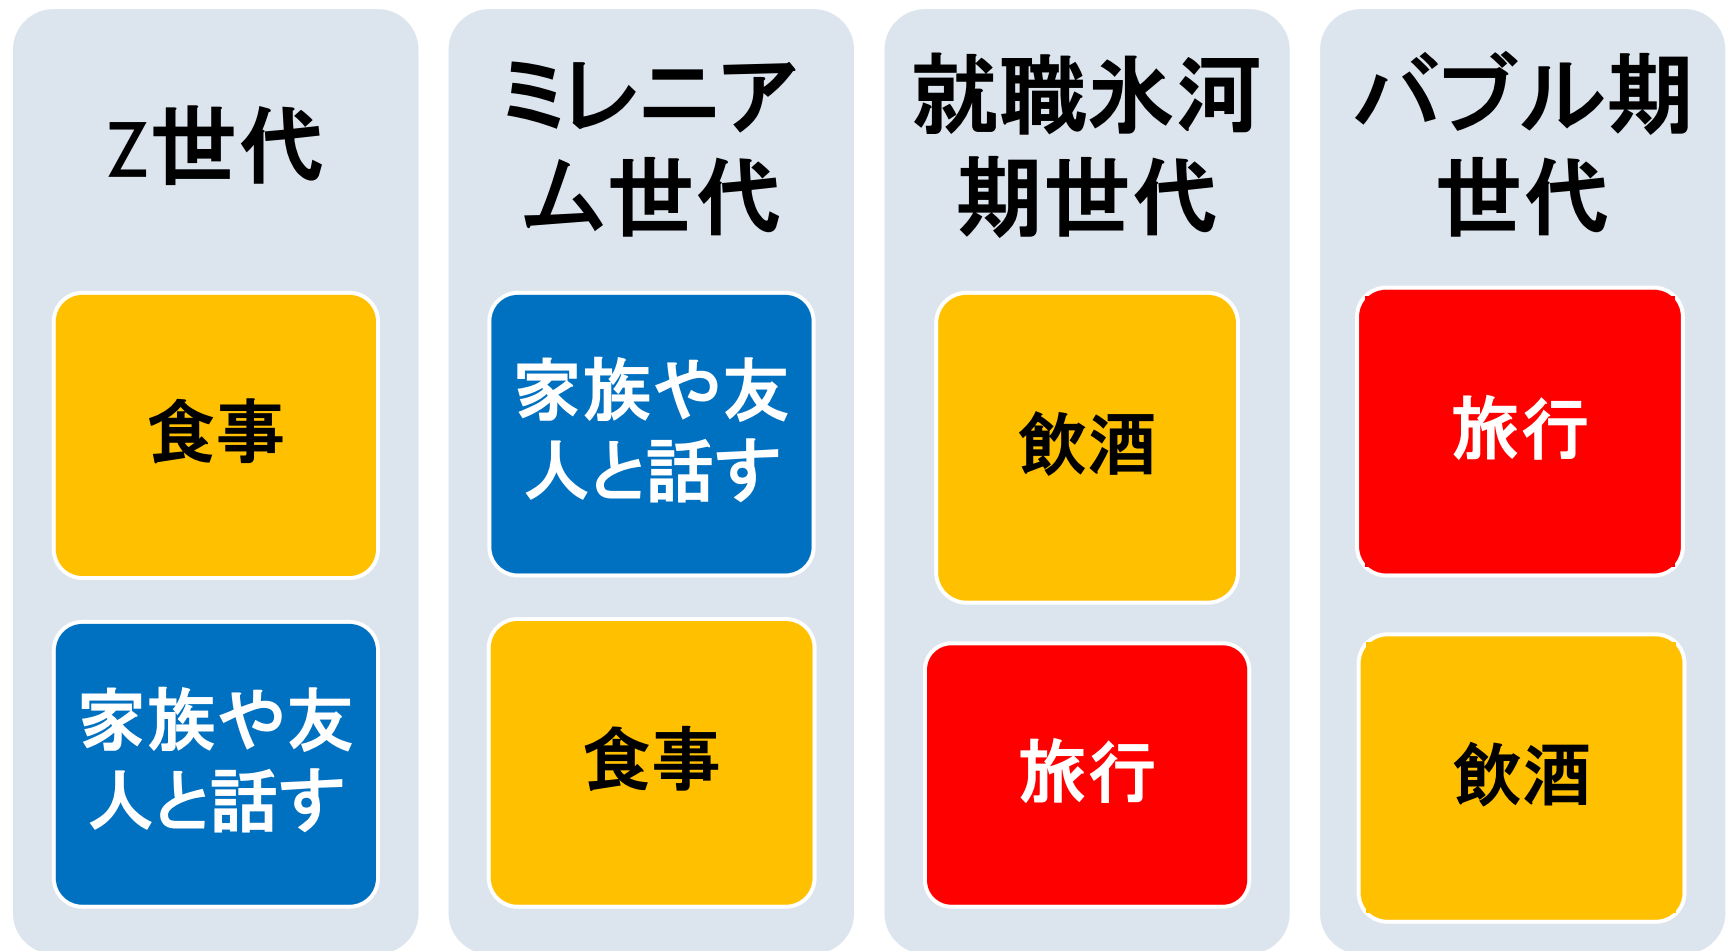 Z世代
食事
家族や友
人と話す
ミレニア
ム世代
家族や友
人と話す
食事
就職氷河
期世代
飲酒
旅行
バブル期
世代
旅行
飲酒